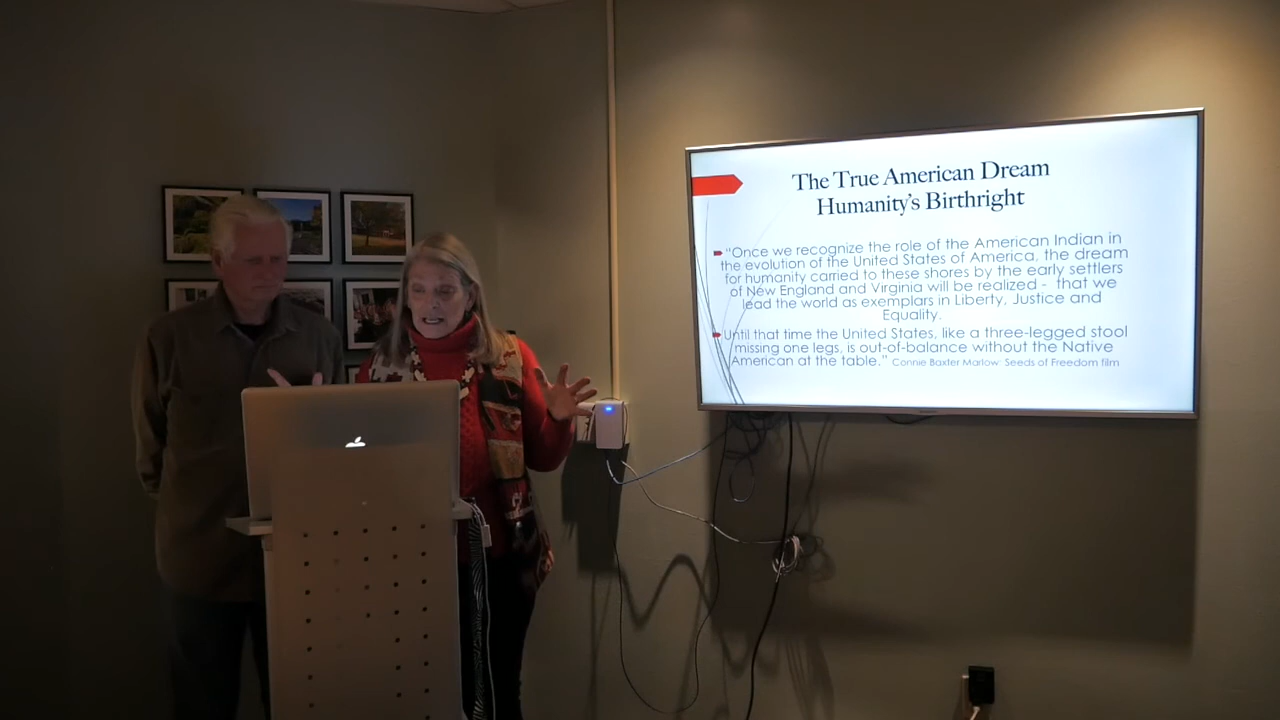 The True American Dream
Humanity's Birthright
"Once we recognize the role of the American Indian in
the evolution of the United States of America, the dream
for humanity carried to these shores by the early settlers
of New England and Virginia will be realized - that we
lead the world as exemplars in Liberty, Justice and
Equality.
Until that time the United States, like a three-legged stool
missing one legs, is out-of-balance without the Native
American at the table." Connie Baxter Marlow Seeds of Freedom film